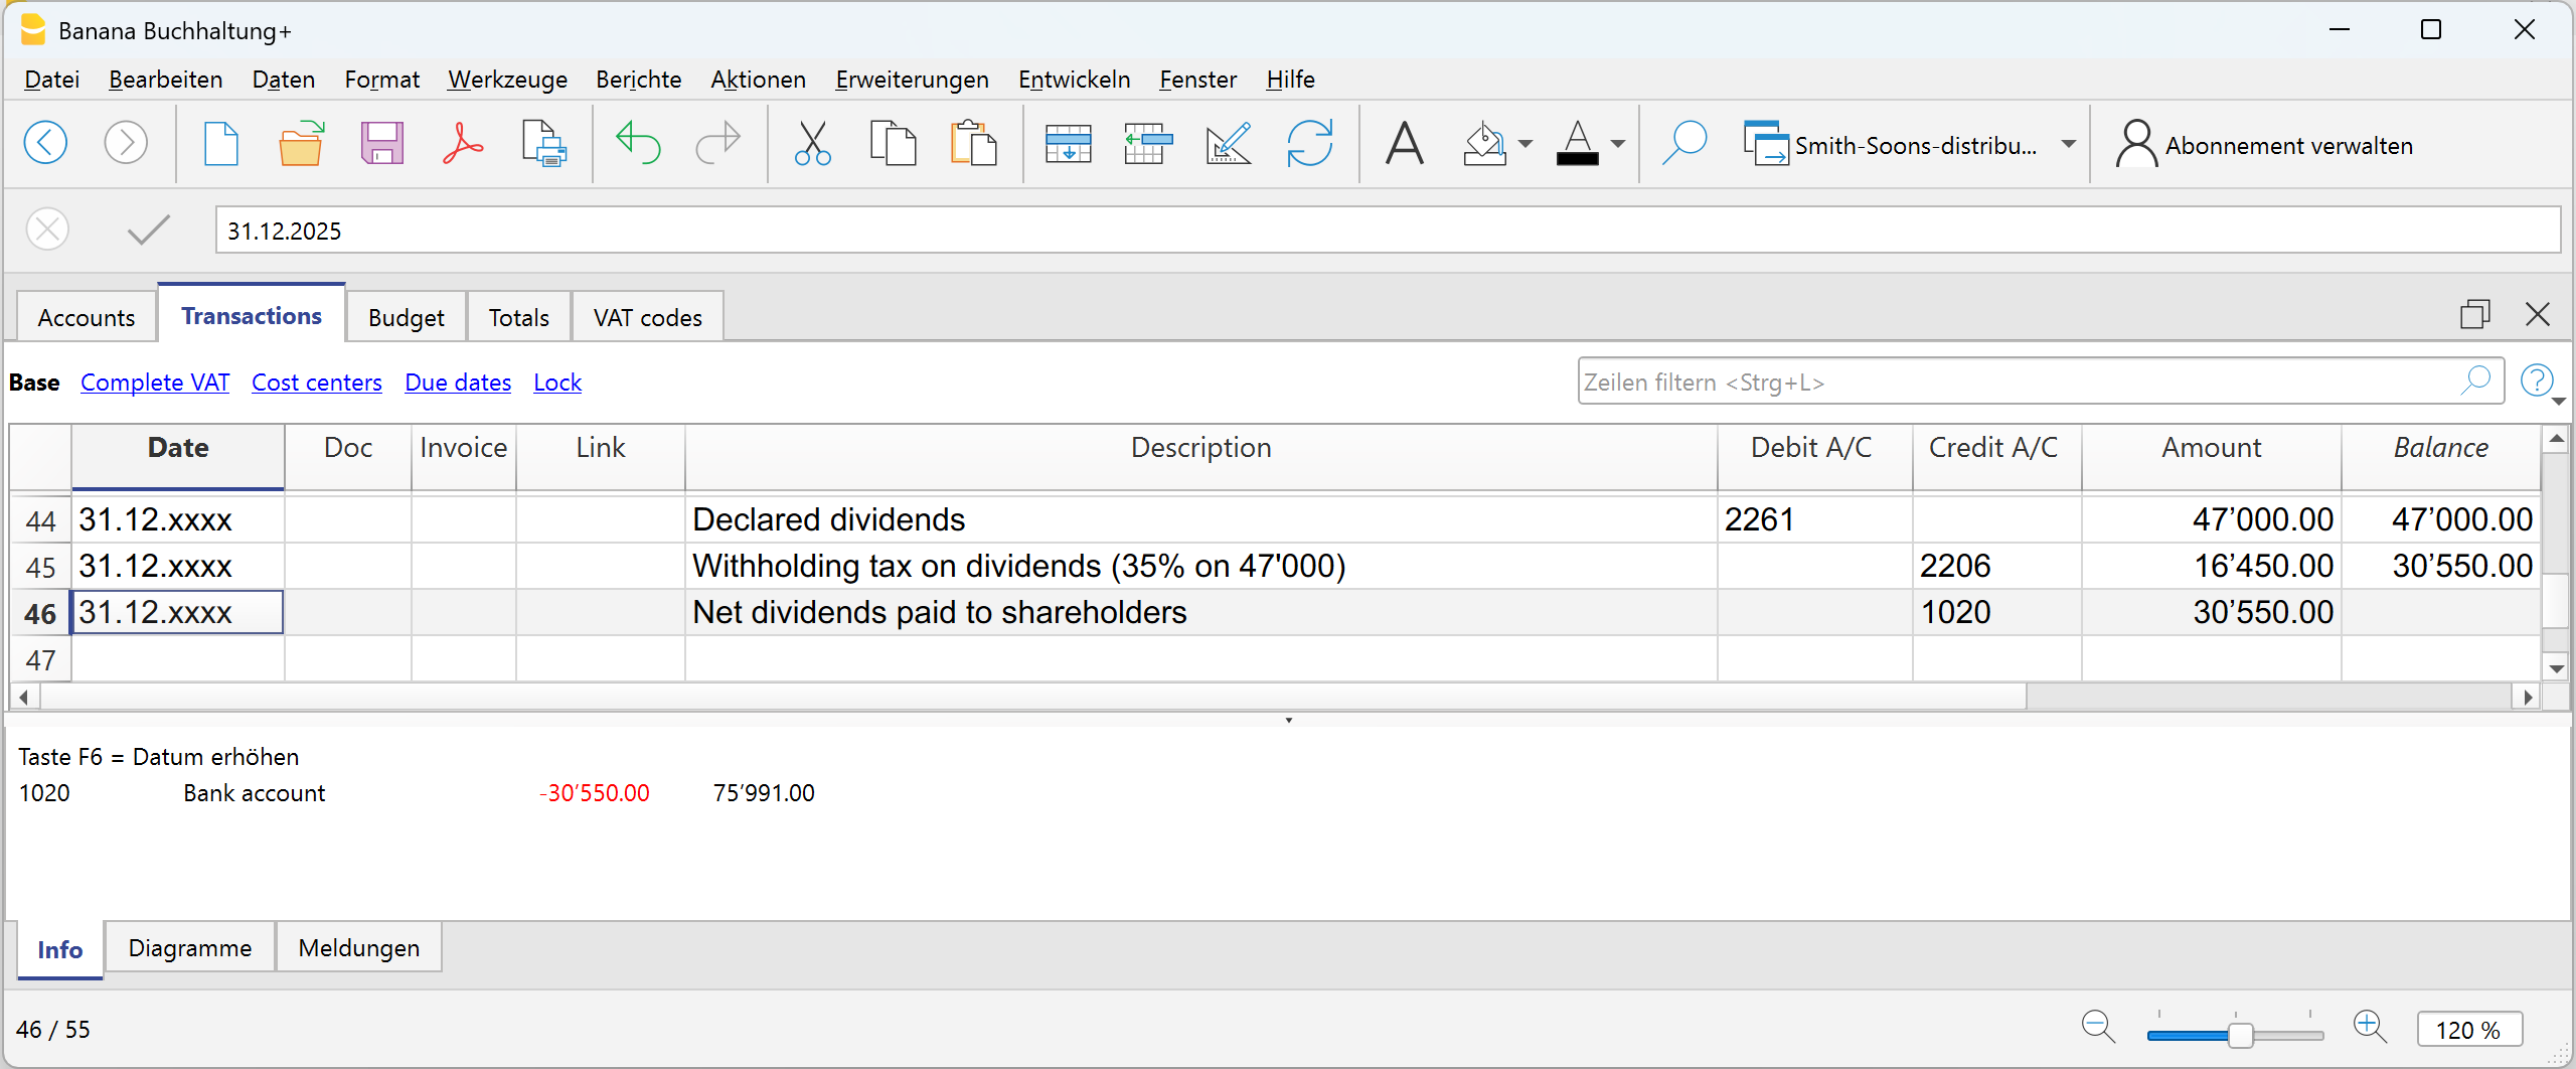 Banana Buchhaltung+
Datei Bearbeiten Daten Format Werkzeuge Berichte Aktionen Erweiterungen Entwickeln Fenster Hilfe
Smith-Soons-distribu... Abonnement verwalten
31.12.2025
Accounts Transactions Budget Totals VAT codes
Base Complete VAT Cost centers Due dates Lock Zeilen filtern <Strg+L>
Date Doc Invoice Link Description Debit A/C Credit A/C Amount Balance
44 31.12.xxxx Declared dividends 2261 47’000.00 47’000.00
45 31.12.xxxx Withholding tax on dividends (35% on 47'000) 2206 16’450.00 30’550.00
46 31.12.xxxx Net dividends paid to shareholders 1020 30’550.00
47
Taste F6 = Datum erhöhen
1020 Bank account -30’550.00 75’991.00
Info Diagramme Meldungen
46 / 55 120 %